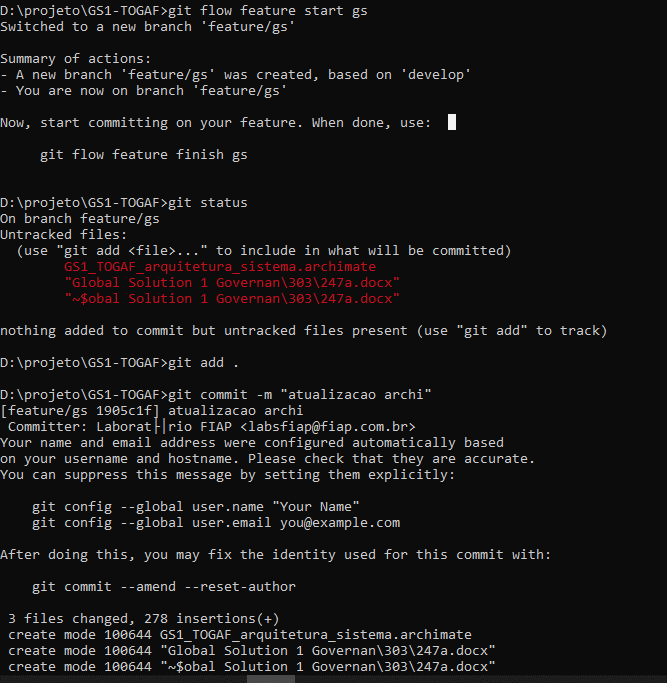 D:\projeto\GS1-TOGAF>git flow feature start gs
Switched to a new branch 'feature/gs'
Summary of actions:
- A new branch 'feature/gs' was created, based on 'develop'
- You are now on branch 'feature/gs'
Now, start committing on your feature. When done, use:
git flow feature finish gs
D:\projeto\GS1-TOGAF>git status
On branch feature/gs
Untracked files:
(use "git add <file>..." to include in what will be committed)
GS1_TOGAF_arquitetura_sistema.archimate
"Global Solution 1 Governan\303\247a.docx"
"~$obal Solution 1 Governan\303\247a.docx"
nothing added to commit but untracked files present (use "git add" to track)
D:\projeto\GS1-TOGAF>git add .
D:\projeto\GS1-TOGAF>git commit -m "atualizacao archi"
[feature/gs 1905c1f] atualizacao archi
Committer: Laborat├│rio FIAP <labsfiap@fiap.com.br>
Your name and email address were configured automatically based
on your username and hostname. Please check that they are accurate.
You can suppress this message by setting them explicitly:
git config --global user.name "Your Name"
git config --global user.email you@example.com
After doing this, you may fix the identity used for this commit with:
git commit --amend --reset-author
3 files changed, 278 insertions(+)
create mode 100644 GS1_TOGAF_arquitetura_sistema.archimate
create mode 100644 "Global Solution 1 Governan\303\247a.docx"
create mode 100644 "~$obal Solution 1 Governan\303\247a.docx"